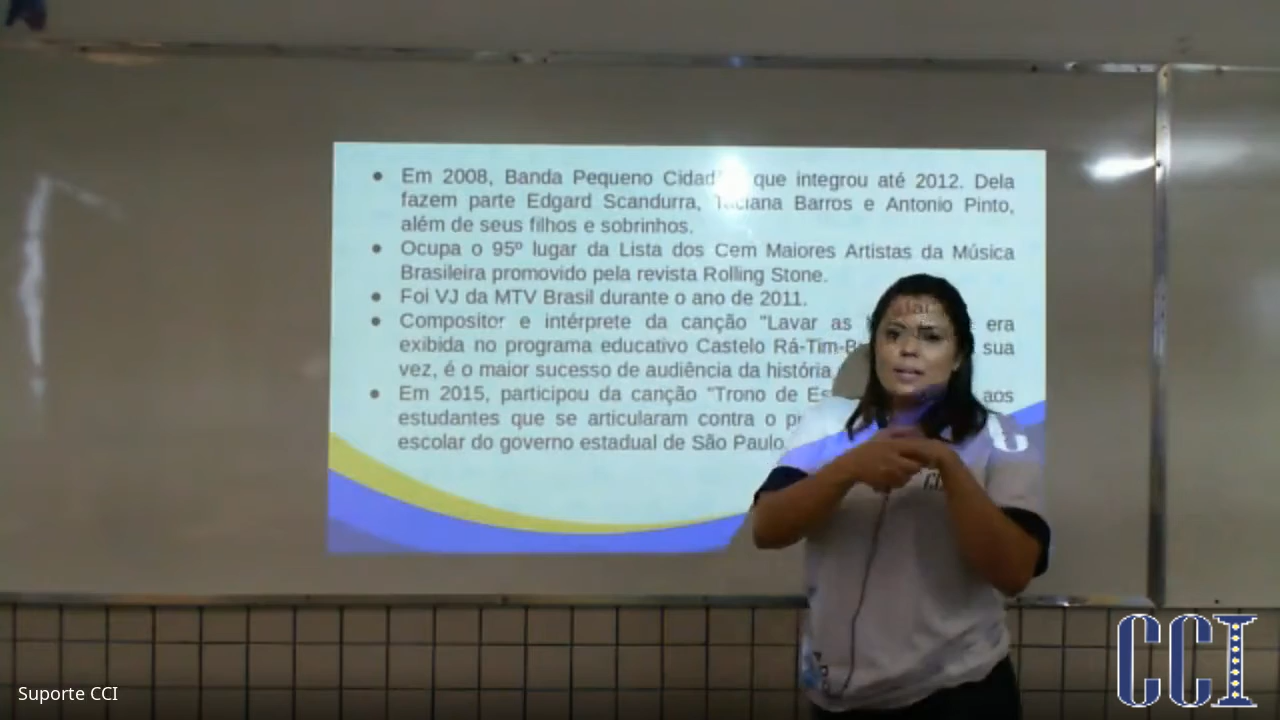 ● Em 2008, Banda Pequeno que integrou até 2012. Dela
fazem parte Edgard Scandurra, Barros e Antonio Pinto,
além de seus filhos e sobrinhos.
● Ocupa o 95º lugar da Lista dos Cem Maiores Artistas da Música
Brasileira promovido pela revista Rolling Stone.
● Foi VJ da MTV Brasil durante o ano de 2011.
● Compositor e intérprete da canção "Lavar as era
exibida no programa educativo Castelo sua
vez, é o maior sucesso de audiência da história
● Em 2015, participou da canção "Trono de aos
estudantes que se articularam contra o
escolar do governo estadual de São Paulo.
Suporte CCI
CCI